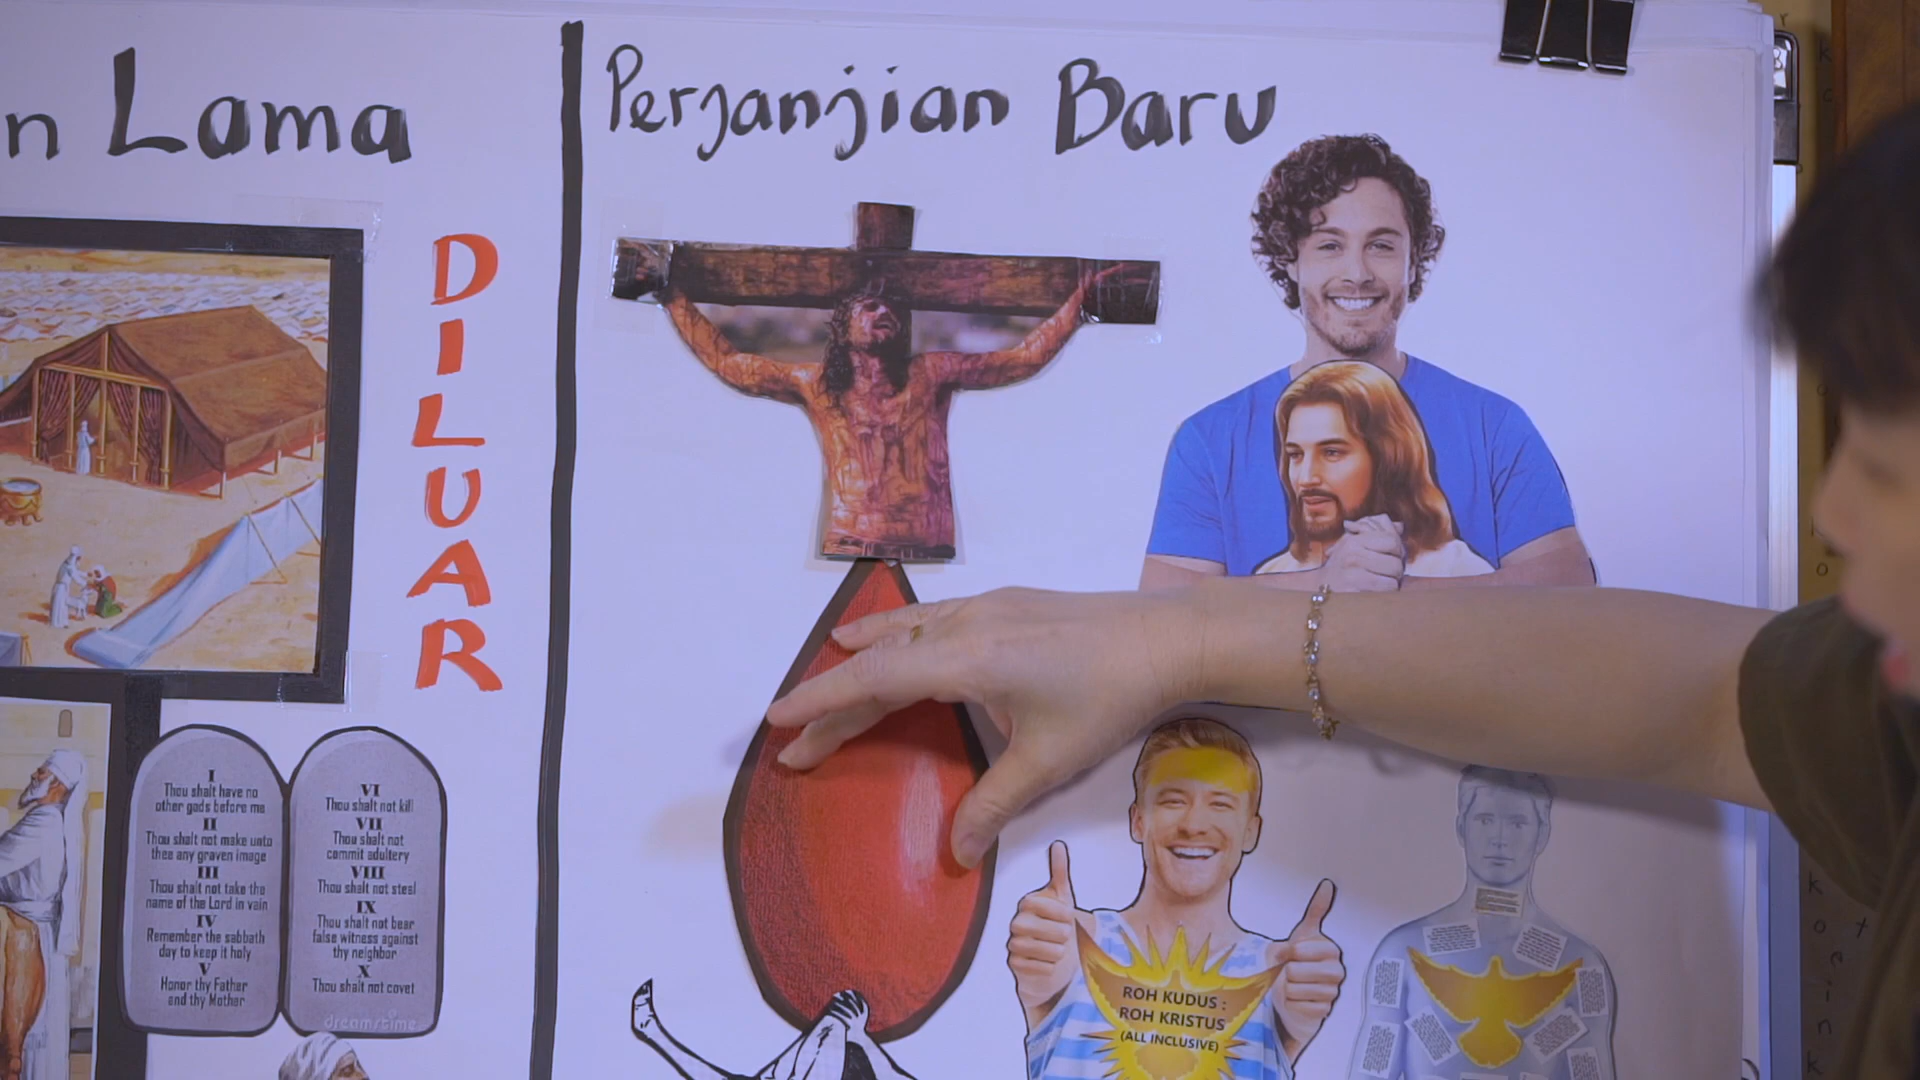 n Lama
Perjanjian Baru
DILUAR
I
Thou shalt have no
other gods before me
II
Thou shalt not make unto
thee any graven image
III
Thou shalt not take the
name of the Lord in vain
IV
Remember the sabbath
day to keep it holy
V
Honor thy Father
and thy Mother
VI
Thou shalt not kill
VII
Thou shalt not
commit adultery
VIII
Thou shalt not steal
IX
Thou shalt not bear
false witness against
thy neighbor
X
Thou shalt not covet
dreamstime
ROH KUDUS :
ROH KRISTUS
(ALL INCLUSIVE)